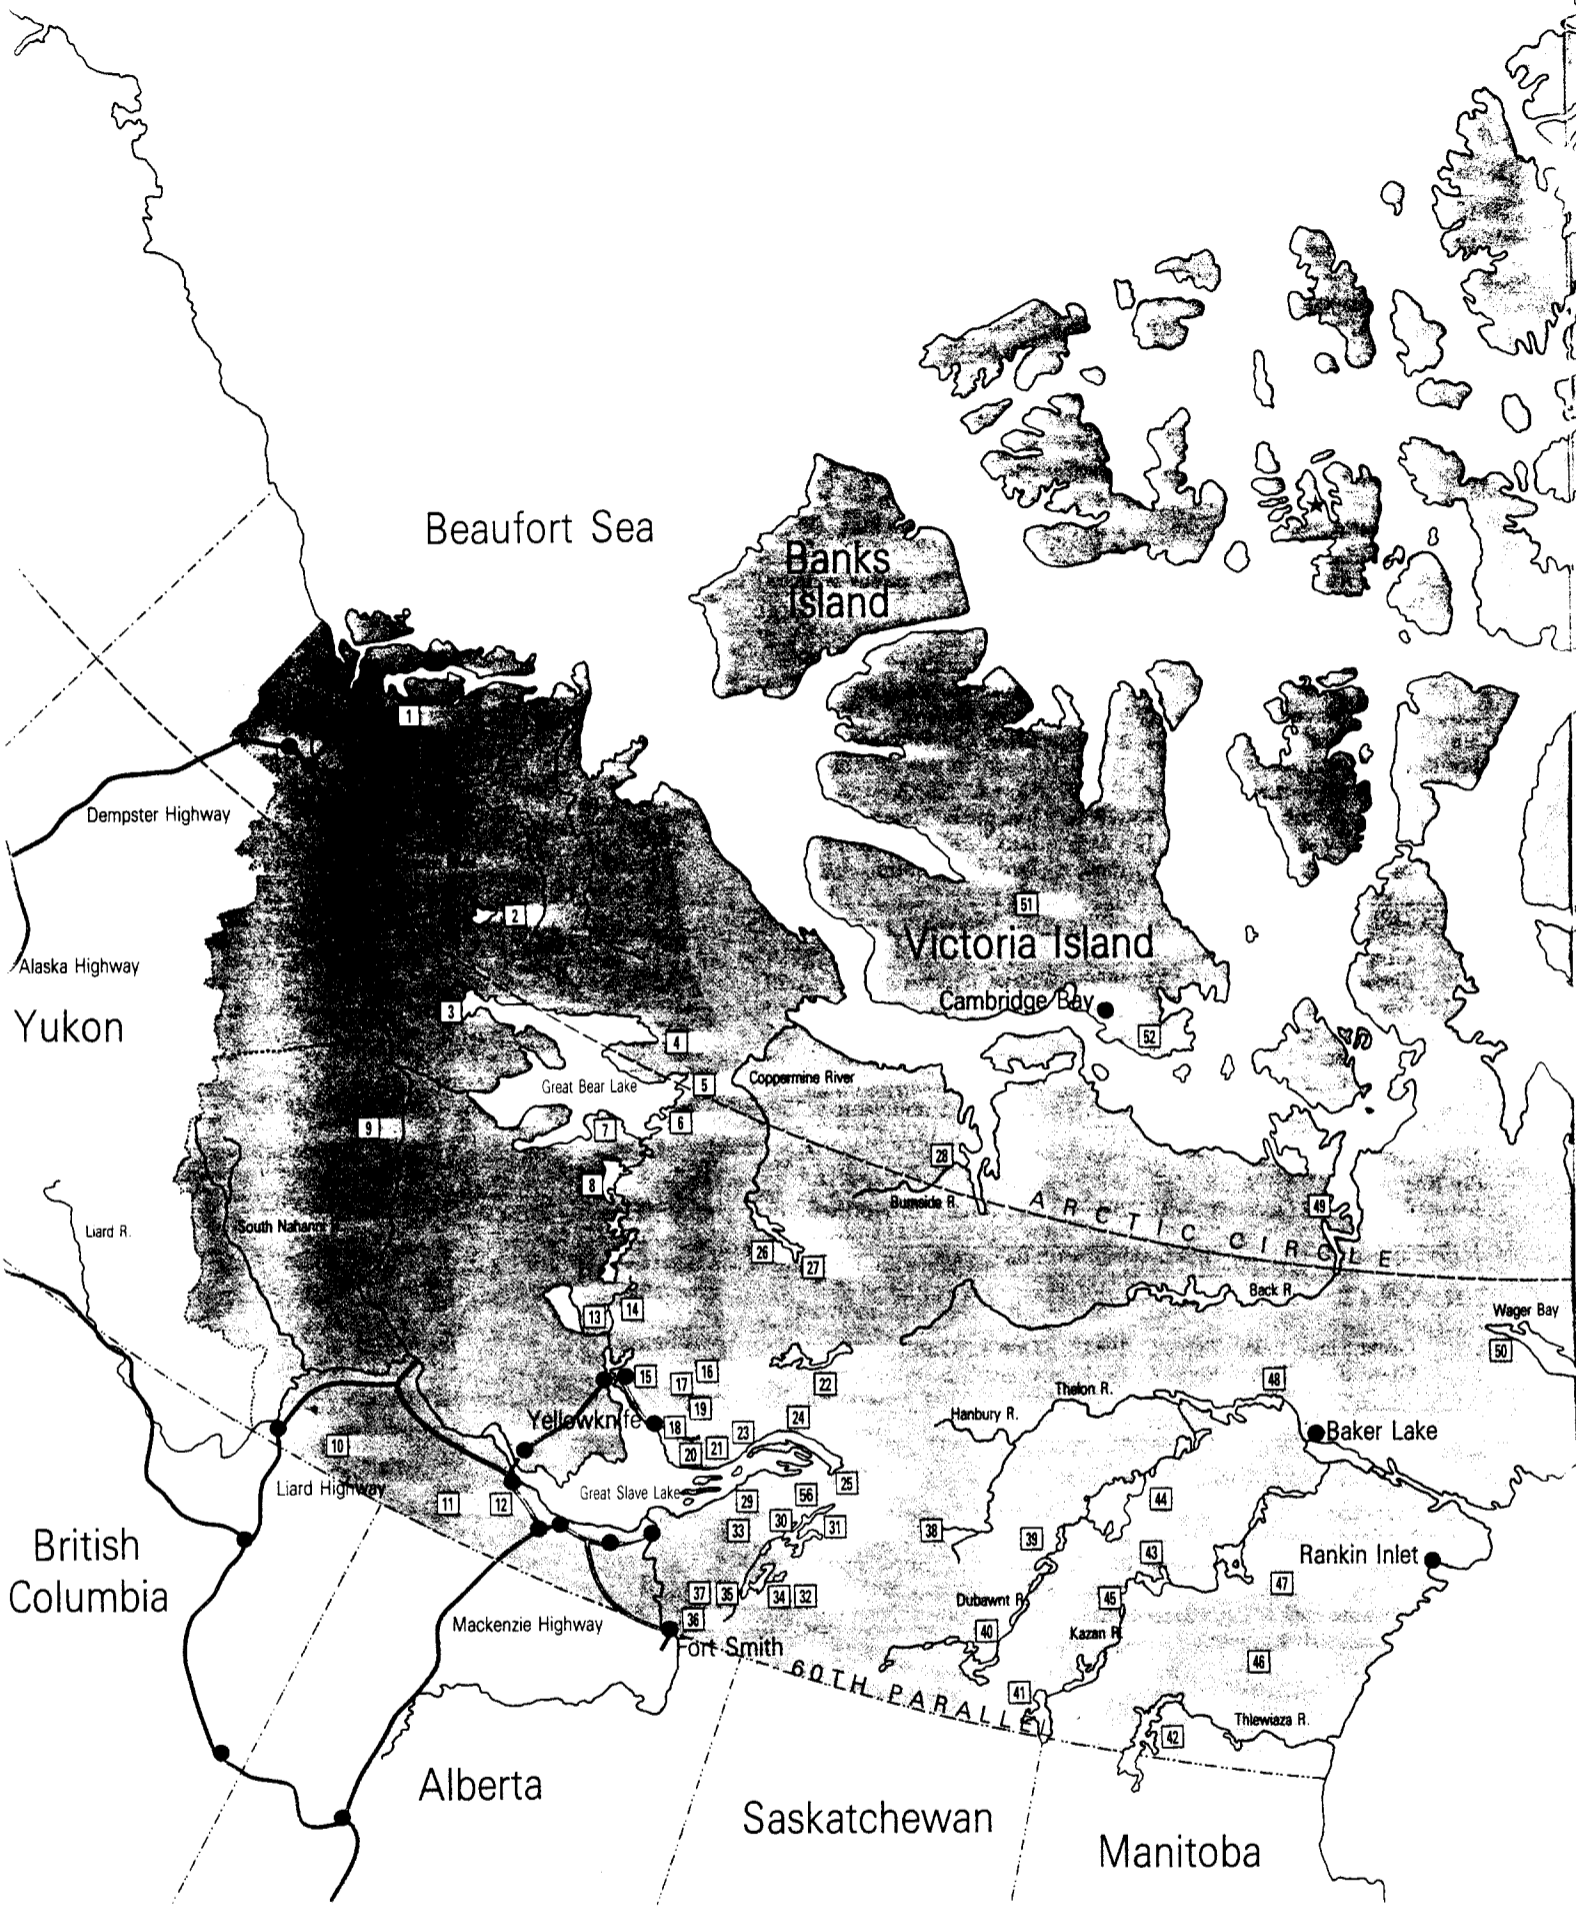 Beaufort Sea
Banks
Island
1
Dempster Highway
2
51
Victoria Island
Alaska Highway
Cambridge Bay
3
Yukon
52
4
Great Bear Lake
5
Coppermine River
9
7
6
28
8
Burnside R.
ARCTIC CIRCLE
49
Liard R.
South Nahanni
26
27
Back R.
13
14
Wager Bay
50
15
17
16
22
48
Thelon R.
Hanbury R.
Yellowknife
18
19
24
23
Baker Lake
10
20
21
Liard Highway
11
12
Great Slave Lake
25
29
56
44
33
30
31
38
39
British
Columbia
43
Rankin Inlet
37
35
34
32
45
47
Dubawnt R.
Mackenzie Highway
36
Fort Smith
40
Kazan R.
46
60TH PARALLEL
41
42
Thlewiaza R.
Alberta
Saskatchewan
Manitoba